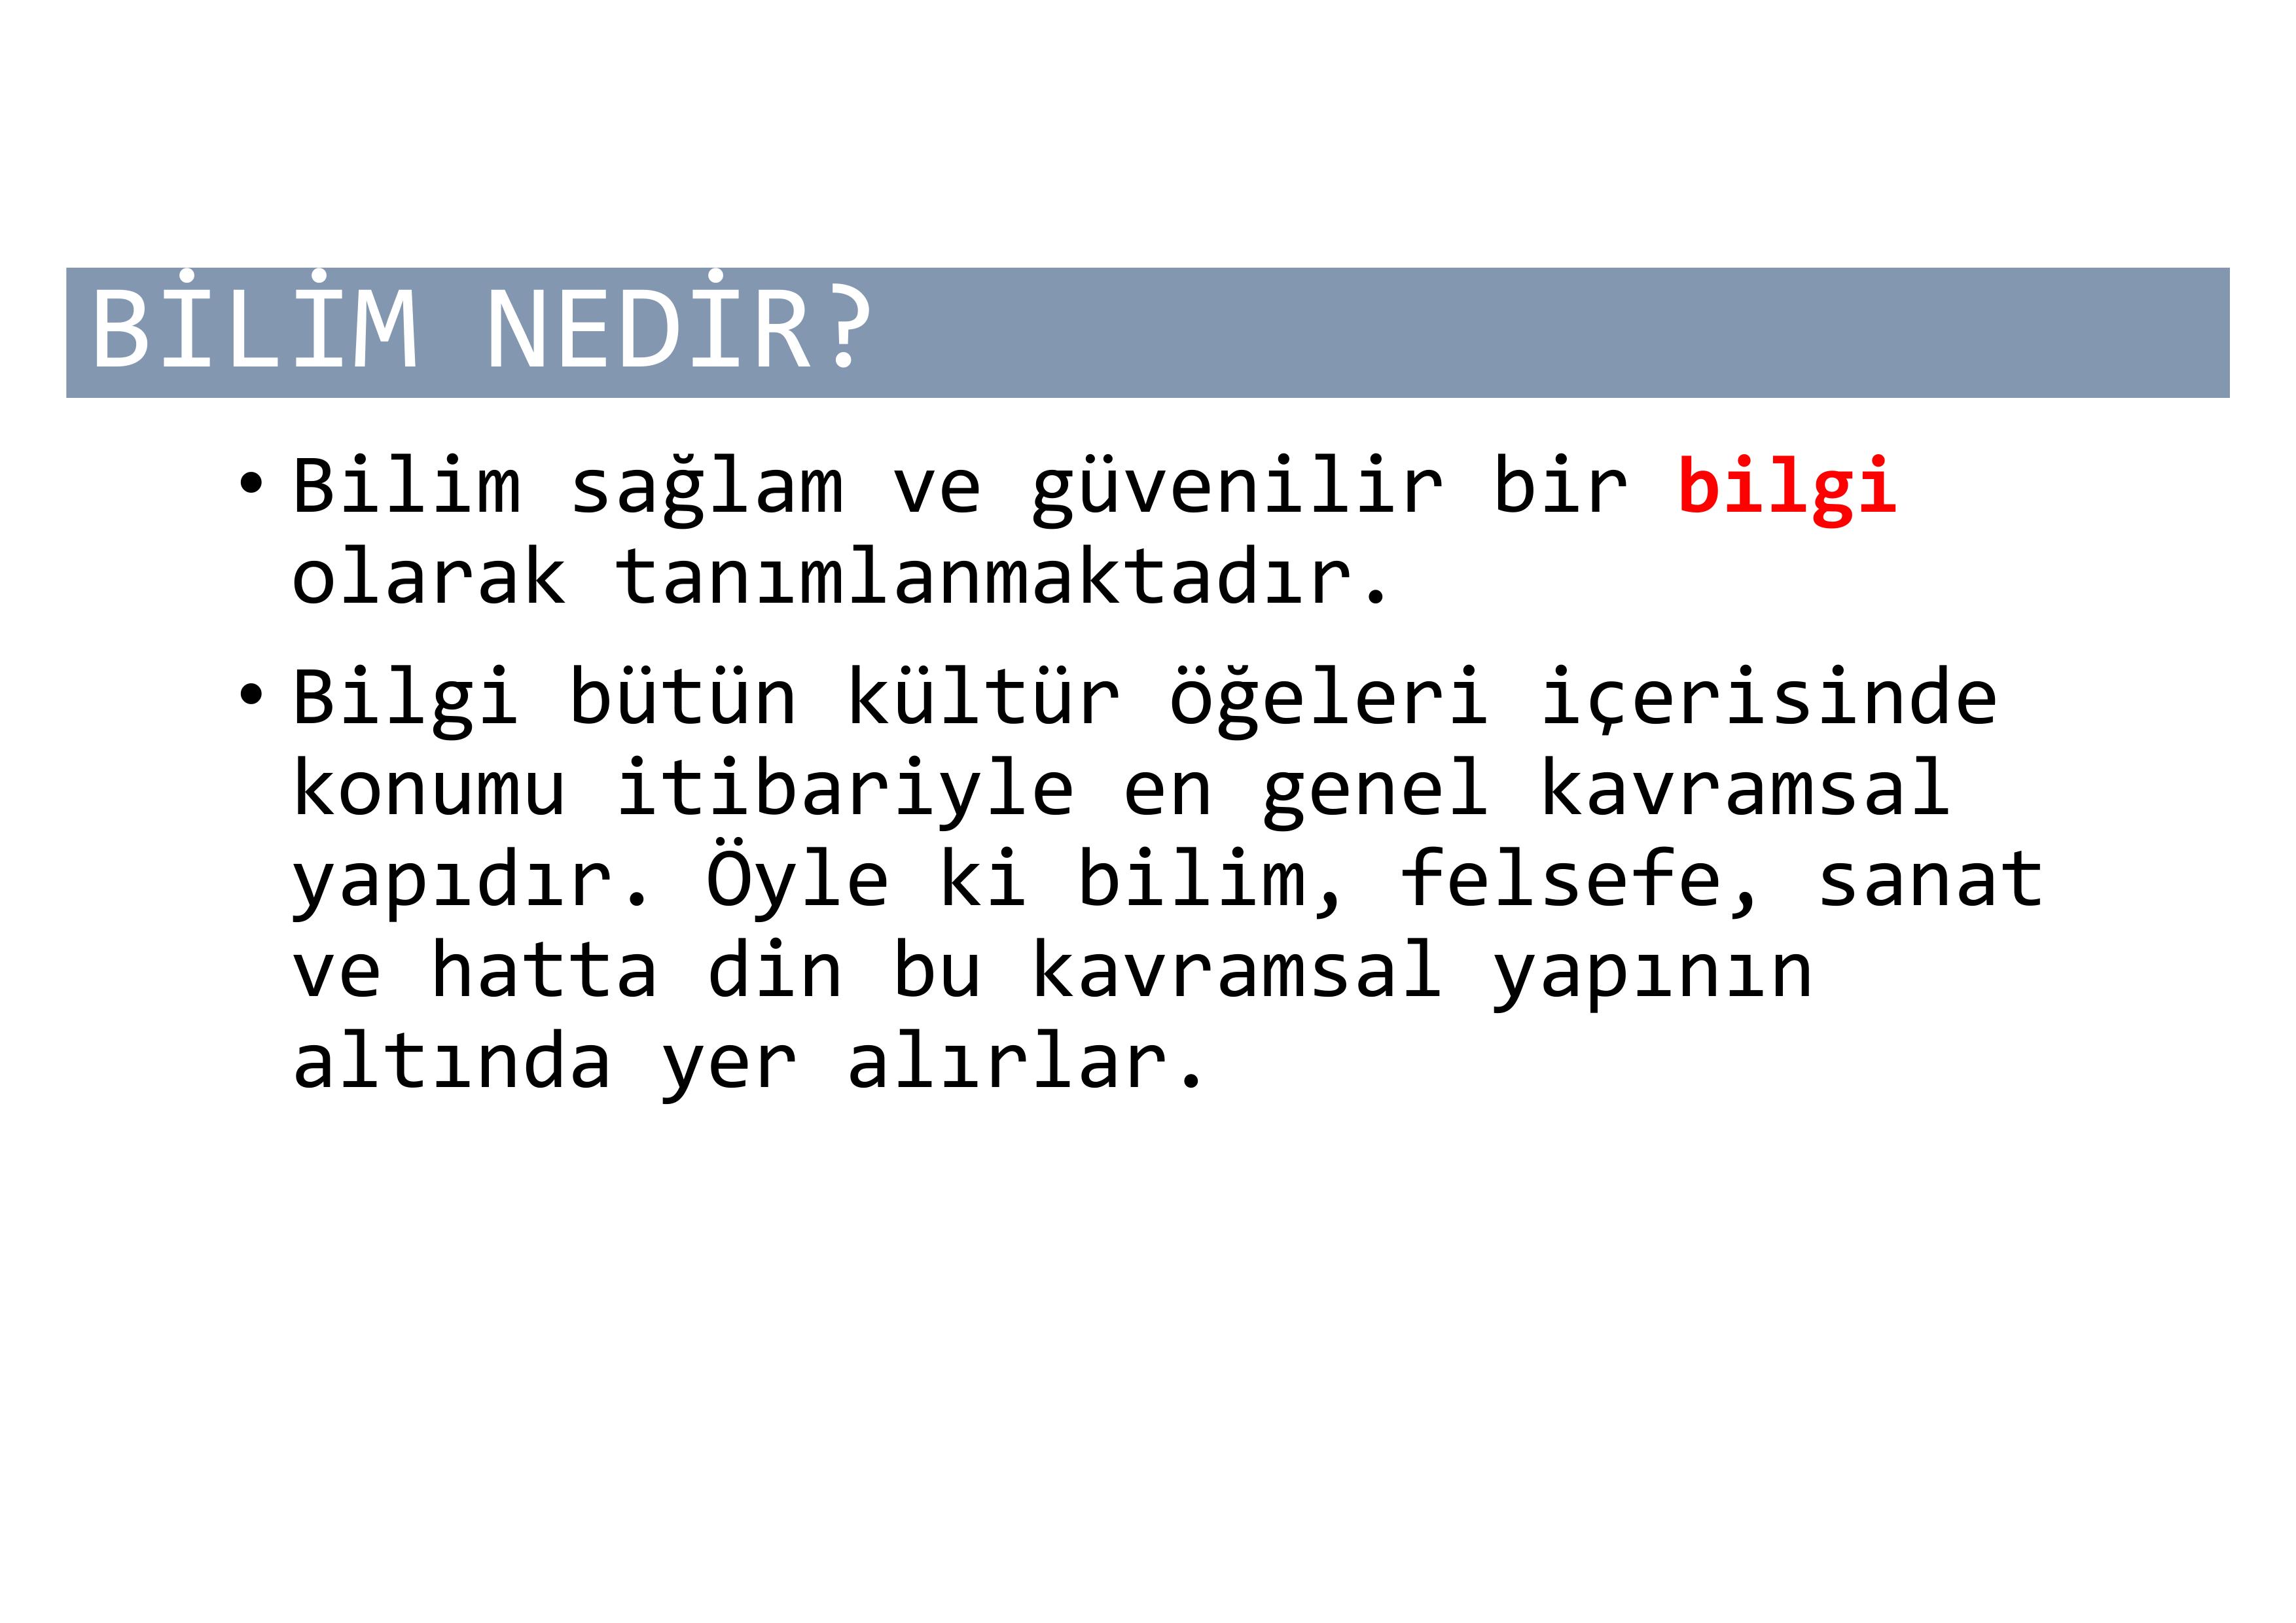 BİLİM NEDİR?
• Bilim sağlam ve güvenilir bir bilgi
olarak tanımlanmaktadır.
• Bilgi bütün kültür öğeleri içerisinde
konumu itibariyle en genel kavramsal
yapıdır. Öyle ki bilim, felsefe, sanat
ve hatta din bu kavramsal yapının
altında yer alırlar.